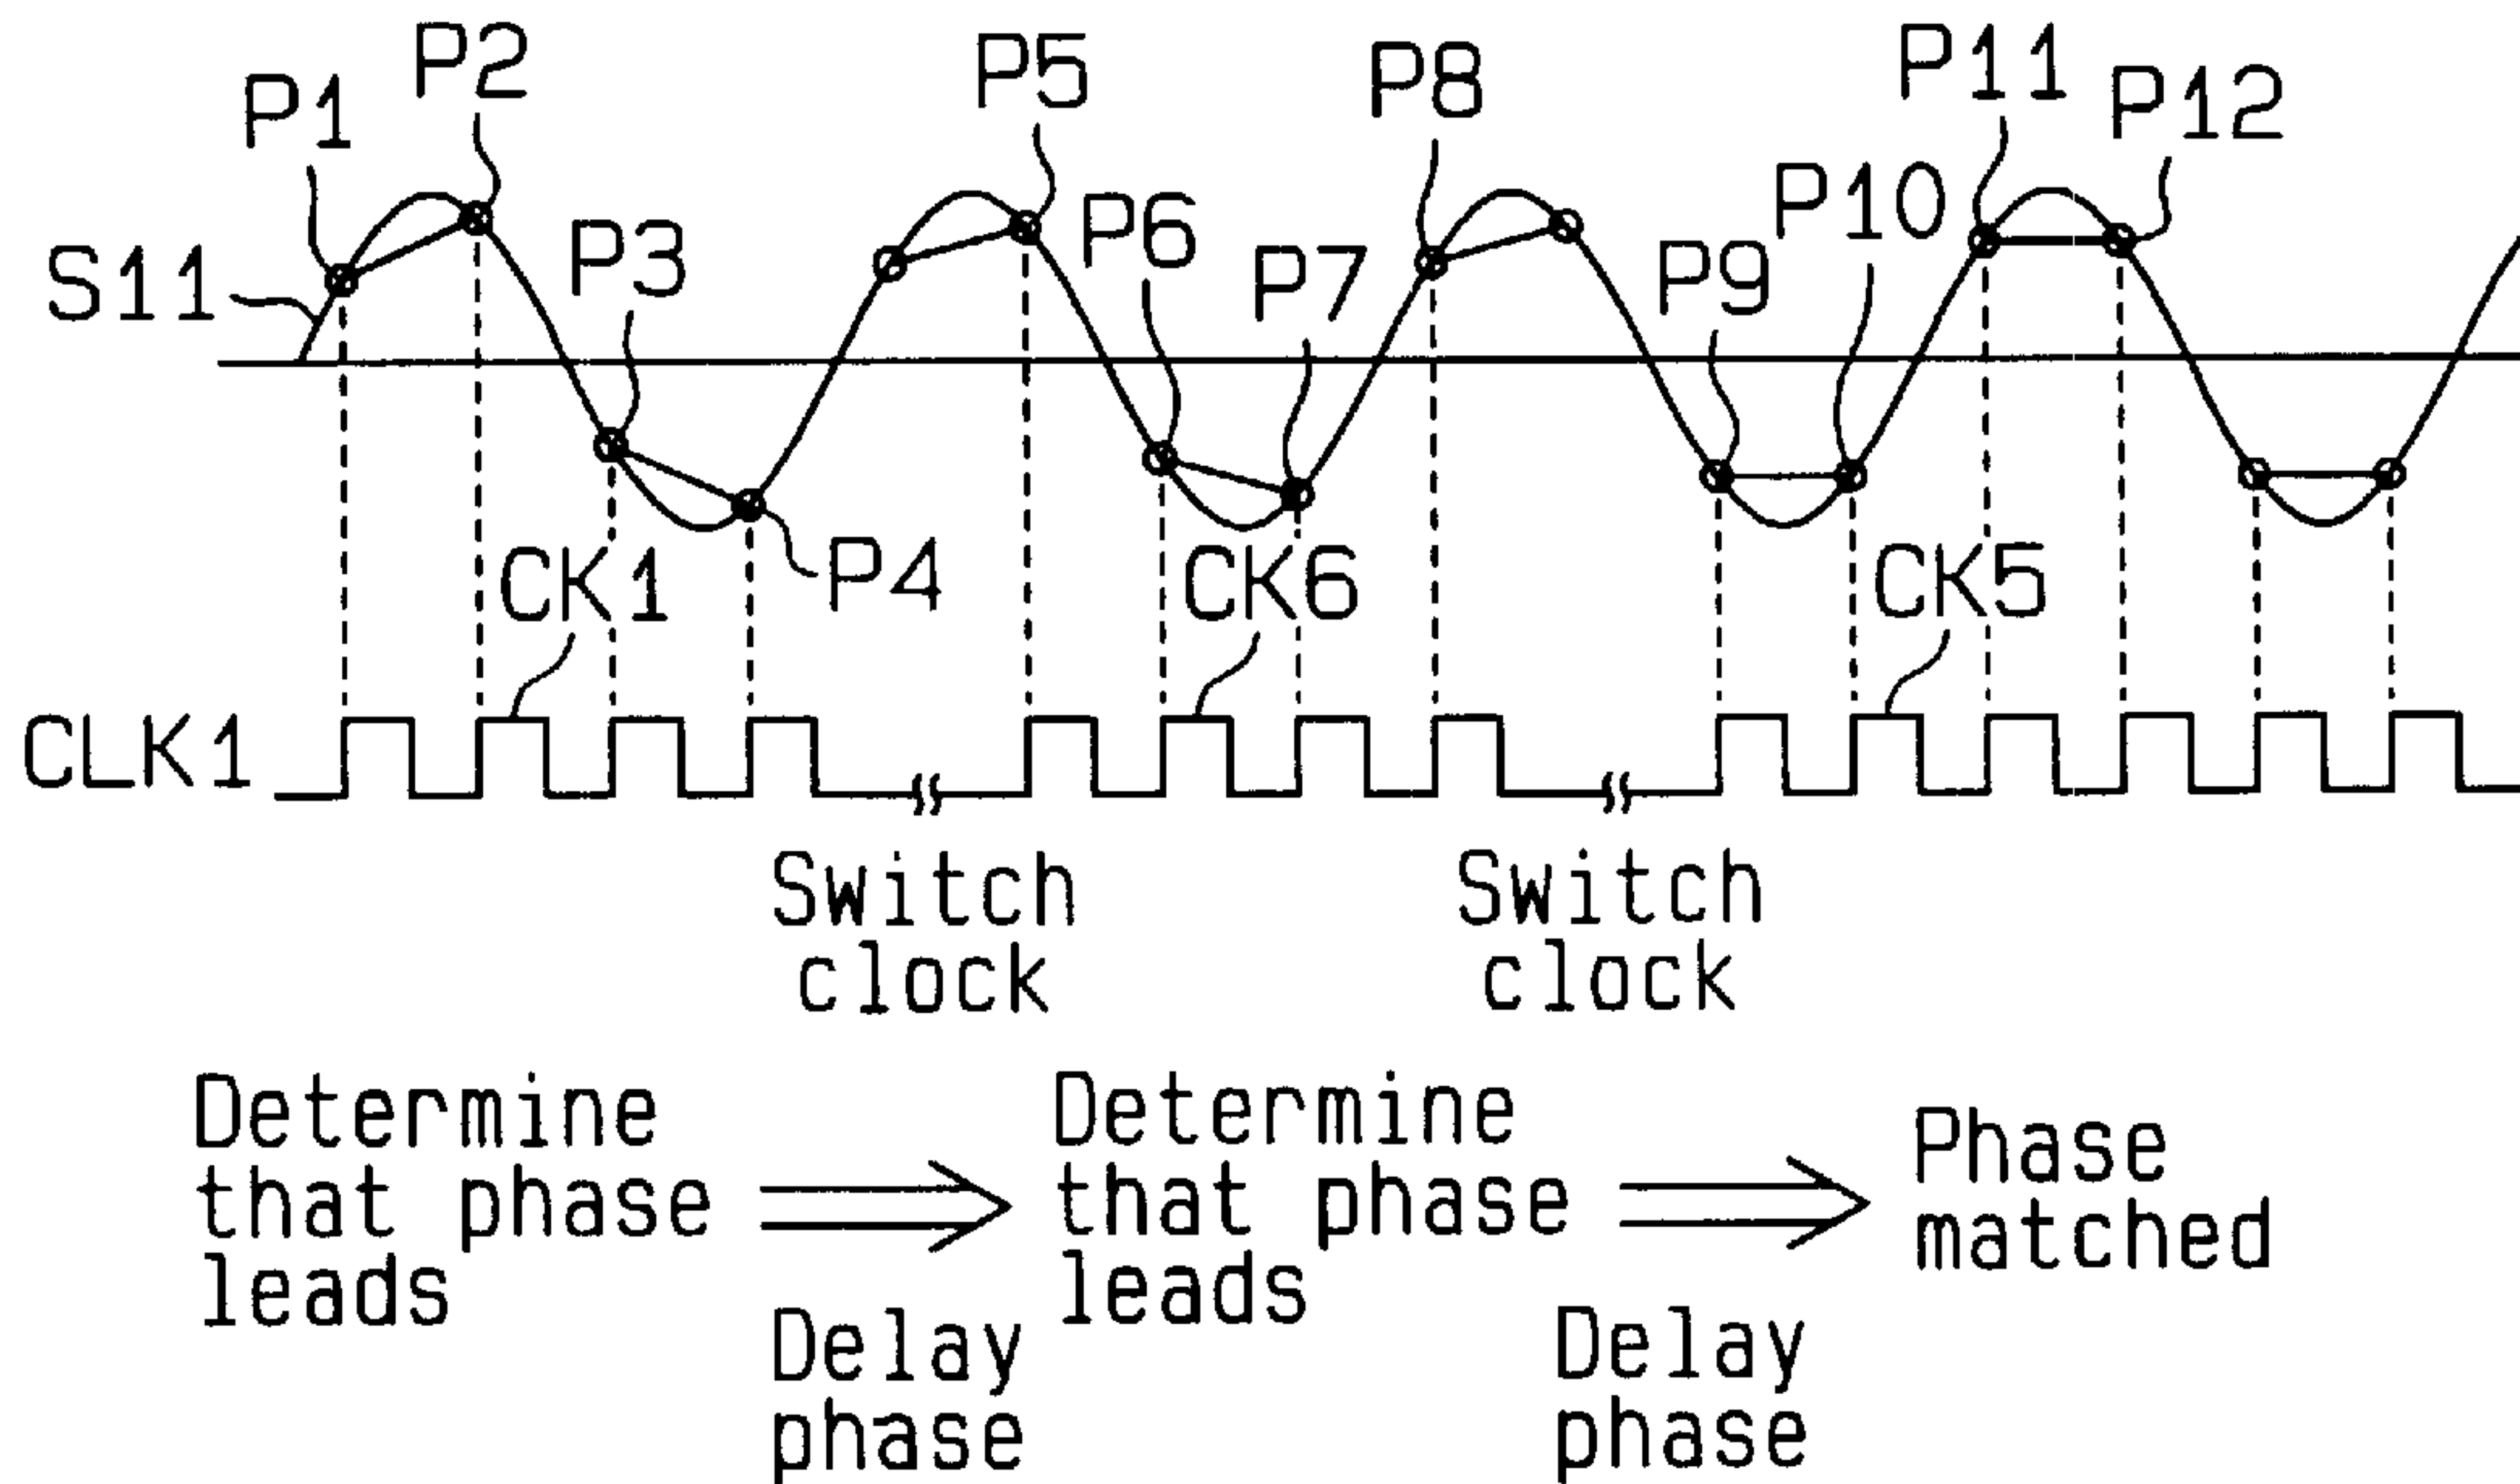 P1
P2
P5
P8
P11
P12
S11
P3
P6
P7
P9
P10
P4
CK1
CK6
CK5
CLK1
Switch
clock
Switch
clock
Determine
that phase
leads
Delay
phase
Determine
that phase
leads
Delay
phase
Phase
matched